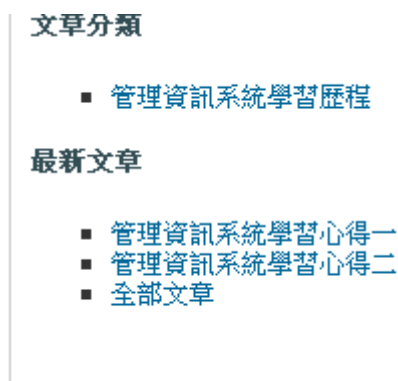 文章分類
管理資訊系統學習歷程
最新文章
管理資訊系統學習心得一
管理資訊系統學習心得二
全部文章